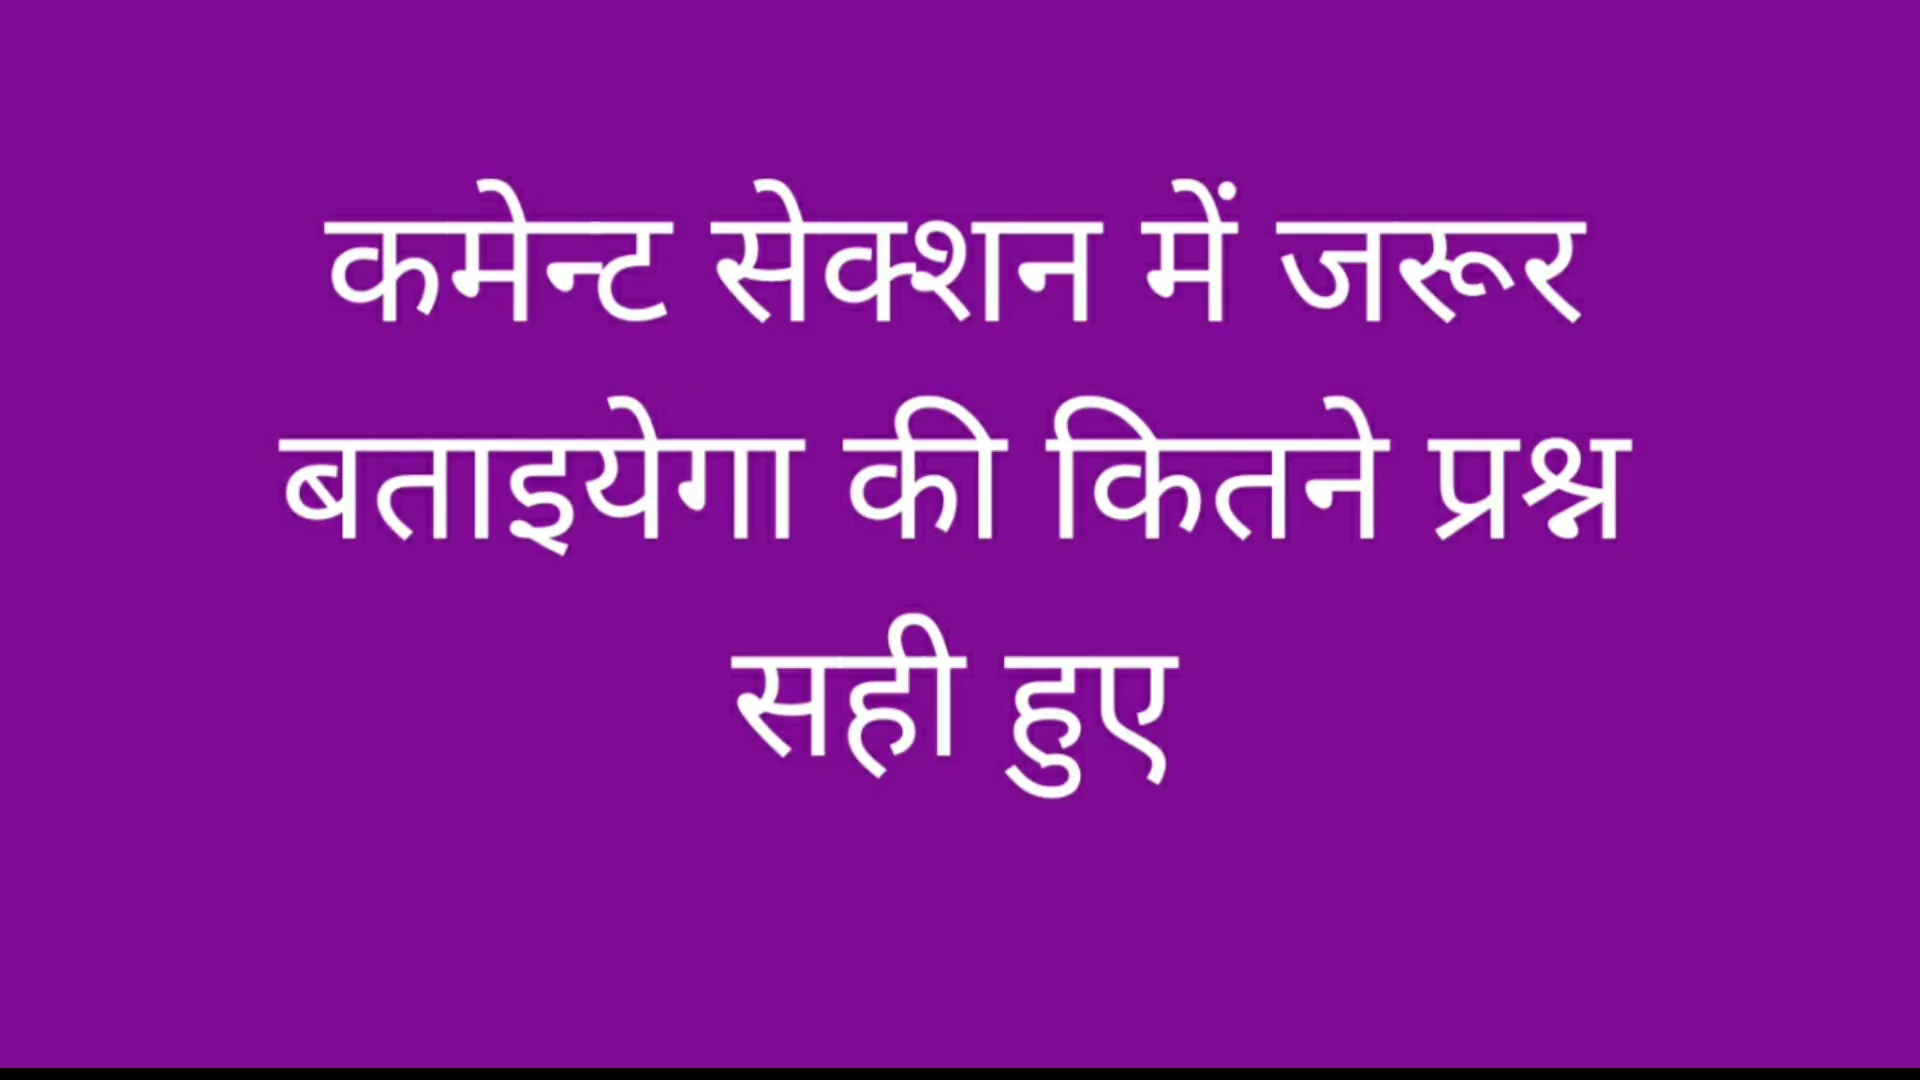 कमेन्ट सेक्शन में जरूर
बताइयेगा की कितने प्रश्न
सही हुए